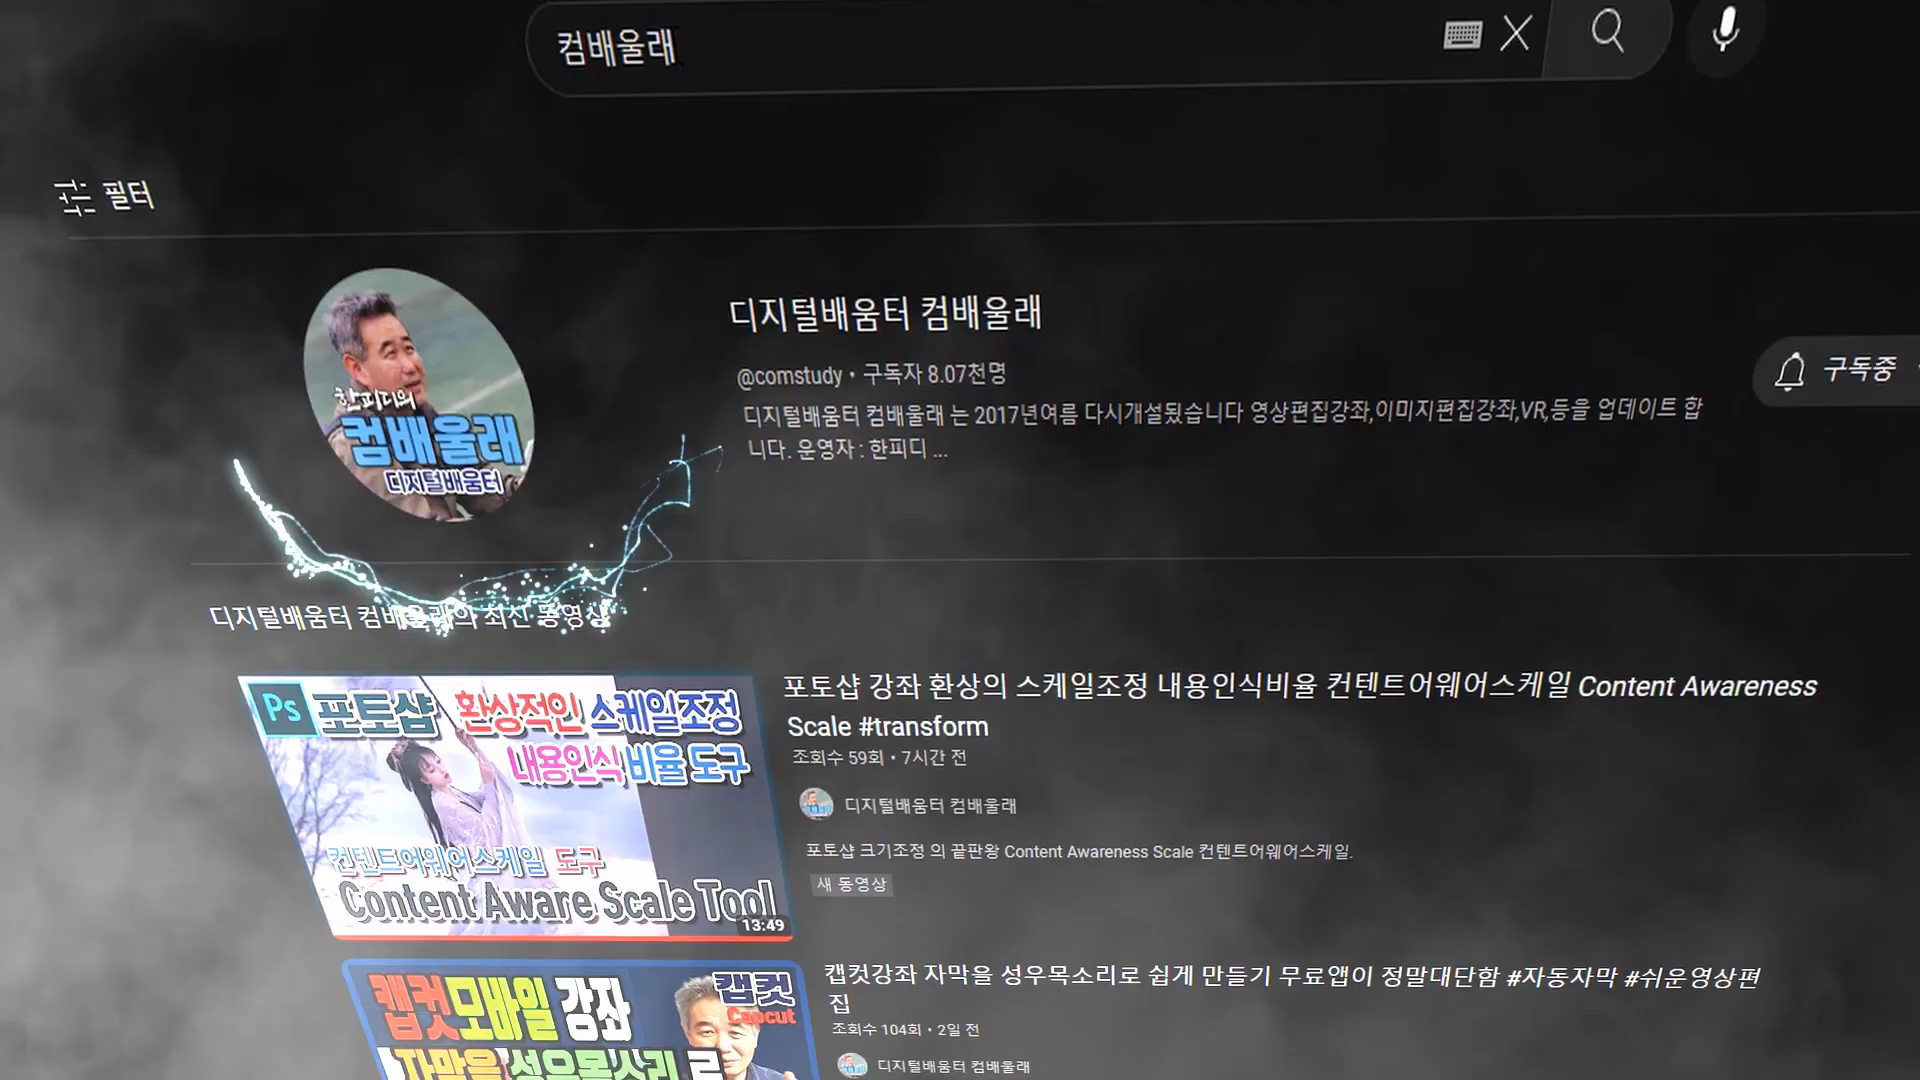 컴배울래
필터
한피디의
컴배울래
디지털배움터
디지털배움터 컴배울래
@comstudy • 구독자 8.07천명
구독중
디지털배움터 컴배울래 는 2017년여름 다시개설됬습니다 영상편집강좌,이미지편집강좌,VR,등을 업데이트 합
니다. 운영자 : 한피디 ...
디지털배움터 컴배울래의 최신 동영상
Ps 포토샵 환상적인 스케일조정
내용인식 비율 도구
컨텐트어웨어스케일 도구
Content Aware Scale Tool
13:49
포토샵 강좌 환상의 스케일조정 내용인식비율 컨텐트어웨어스케일 Content Awareness
Scale #transform
조회수 59회 • 7시간 전
디지털배움터 컴배울래
포토샵 크기조정 의 끝판왕 Content Awareness Scale 컨텐트어웨어스케일.
새 동영상
캡컷모바일 강좌
캡컷
Capcut
자막을 성우목소리 로
캡컷강좌 자막을 성우목소리로 쉽게 만들기 무료앱이 정말대단함 #자동자막 #쉬운영상편
집
조회수 104회 • 2일 전
디지털배움터 컴배울래